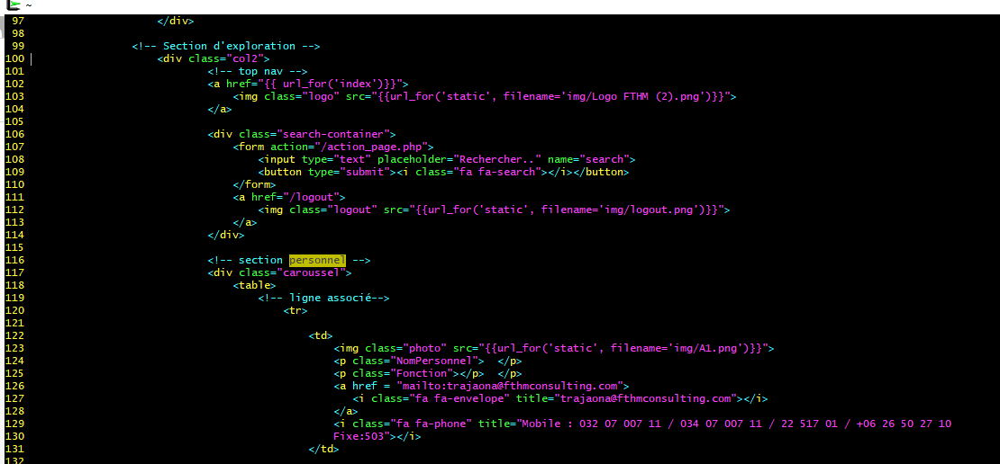 ~
97 </div>
98
99 <!-- Section d'exploration -->
100 <div class="col2">
101 <!-- top nav -->
102 <a href="{{ url_for('index')}}">
103 <img class="logo" src="{{url_for('static', filename='img/Logo FTHM (2).png')}}">
104 </a>
105
106 <div class="search-container">
107 <form action="/action_page.php">
108 <input type="text" placeholder="Rechercher.." name="search">
109 <button type="submit"><i class="fa fa-search"></i></button>
110 </form>
111 <a href="/logout">
112 <img class="logout" src="{{url_for('static', filename='img/logout.png')}}">
113 </a>
114 </div>
115
116 <!-- section personnel -->
117 <div class="caroussel">
118 <table>
119 <!-- ligne associé-->
120 <tr>
121
122 <td>
123 <img class="photo" src="{{url_for('static', filename='img/A1.png')}}">
124 <p class="NomPersonnel">  </p>
125 <p class="Fonction"></p>  </p>
126 <a href = "mailto:trajaona@fthmconsulting.com">
127 <i class="fa fa-envelope" title="trajaona@fthmconsulting.com"></i>
128 </a>
129 <i class="fa fa-phone" title="Mobile : 032 07 007 11 / 034 07 007 11 / 22 517 01 / +06 26 50 27 10
130 Fixe:503"></i>
131 </td>
132